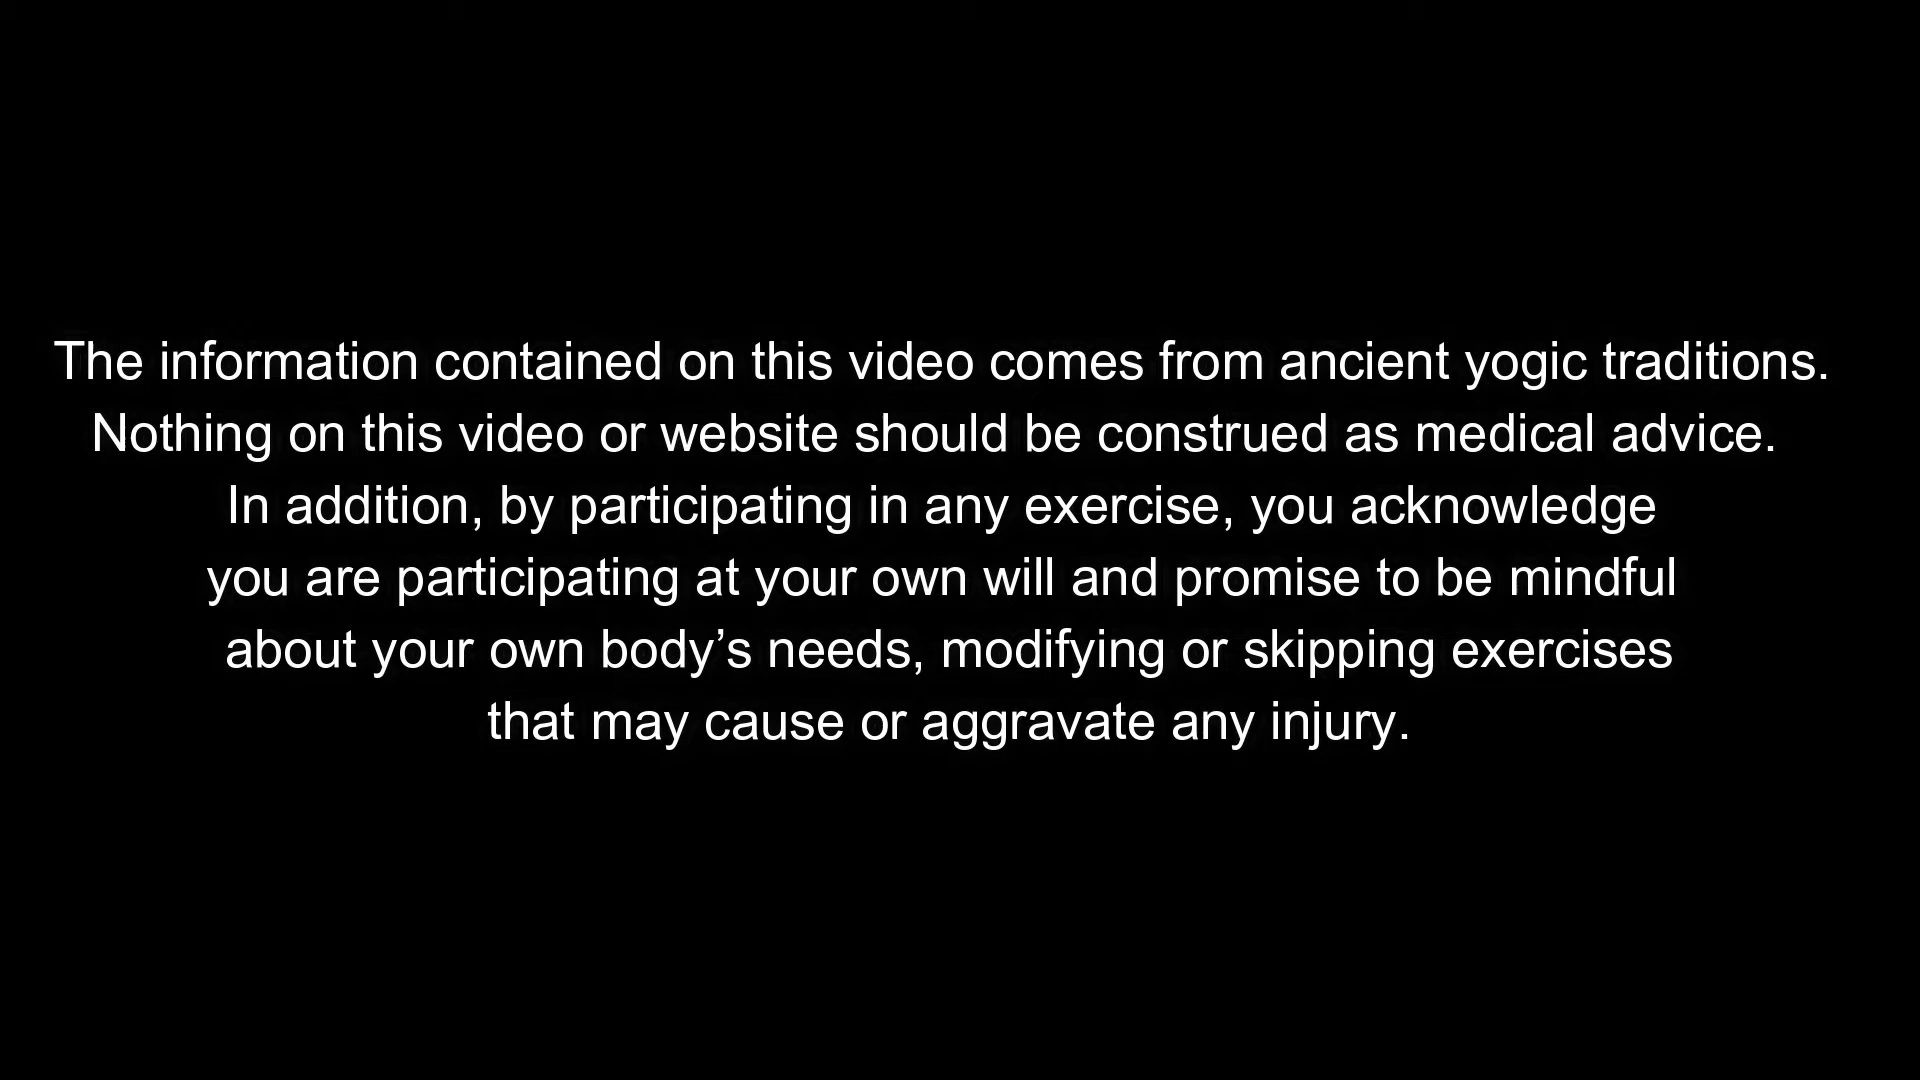 The information contained on this video comes from ancient yogic traditions.
Nothing on this video or website should be construed as medical advice.
In addition, by participating in any exercise, you acknowledge
you are participating at your own will and promise to be mindful
about your own body’s needs, modifying or skipping exercises
that may cause or aggravate any injury.